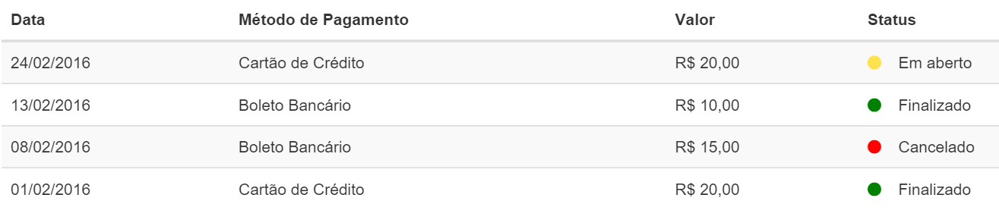 Data Método de Pagamento Valor Status
24/02/2016 Cartão de Crédito R$ 20,00 Em aberto
13/02/2016 Boleto Bancário R$ 10,00 Finalizado
08/02/2016 Boleto Bancário R$ 15,00 Cancelado
01/02/2016 Cartão de Crédito R$ 20,00 Finalizado